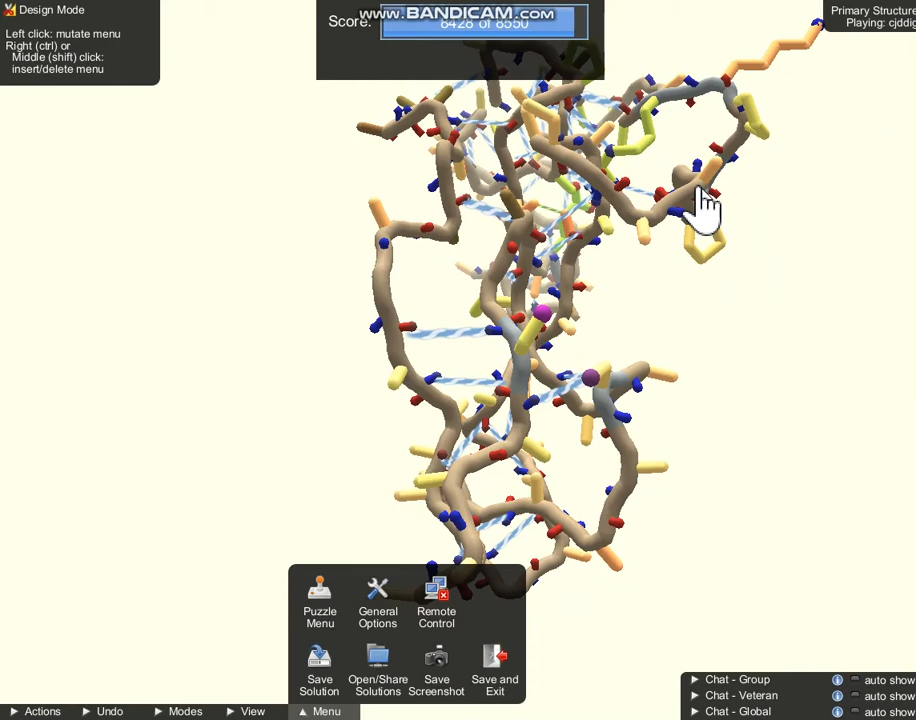 Design Mode
Left click: mutate menu
Right (ctrl) or
Middle (shift) click:
insert/delete menu
www.BANDICAM.com
Score:
8428 of 8550
Primary Structure
Playing: cjddig
Puzzle
Menu
General
Options
Remote
Control
Save
Solution
Open/Share
Solutions
Save
Screenshot
Save and
Exit
Actions
Undo
Modes
View
Menu
Chat - Group
auto show
Chat - Veteran
auto show
Chat - Global
auto show